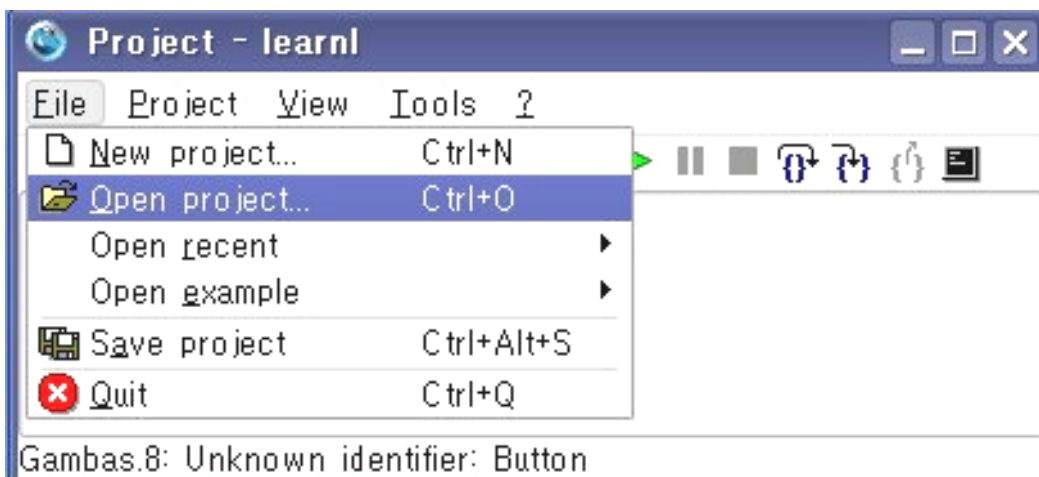 Project - learnl
File Project View Tools ?
New project... Ctrl+N
Open project... Ctrl+O
Open recent
Open example
Save project Ctrl+Alt+S
Quit Ctrl+Q
Gambas.8: Unknown identifier: Button